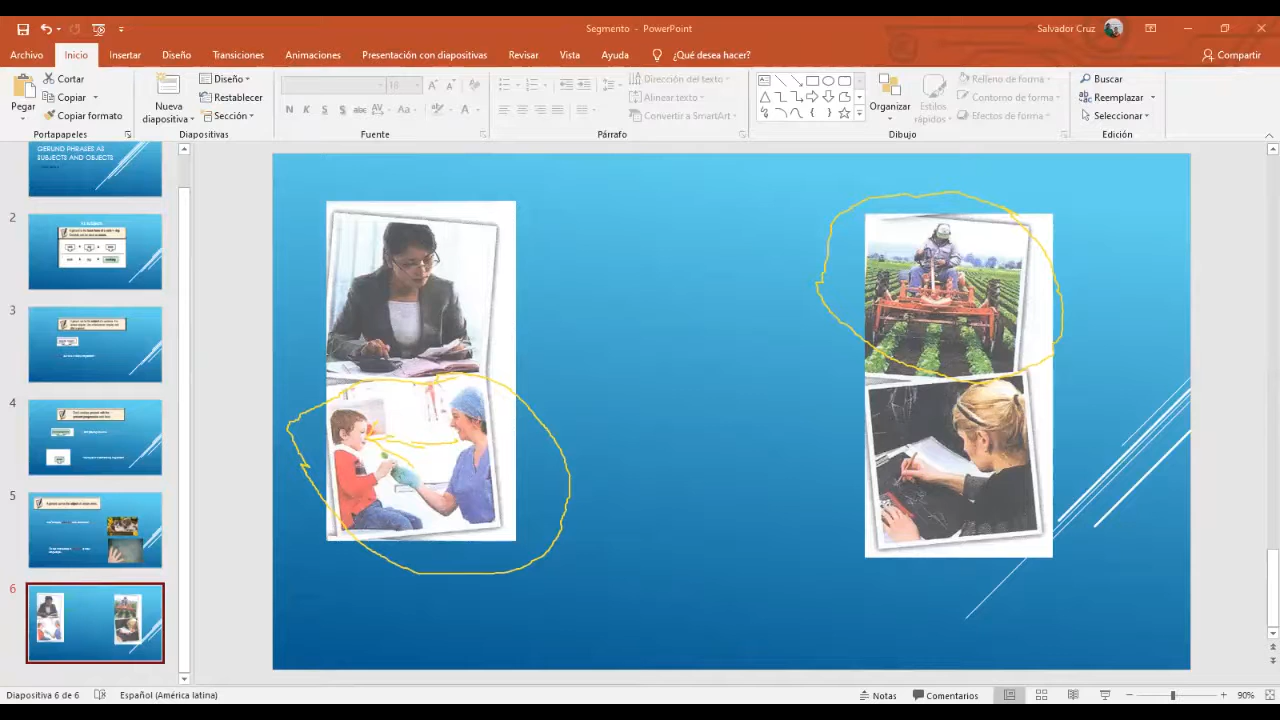 Segmento - PowerPoint
Salvador Cruz
Archivo
Inicio
Insertar
Diseño
Transiciones
Animaciones
Presentación con diapositivas
Revisar
Vista
Ayuda
¿Qué desea hacer?
Compartir
Pegar
Cortar
Copiar
Copiar formato
Portapapeles
Nueva diapositiva
Diseño
Restablecer
Sección
Diapositivas
18
N K S S abc AV Aa A
Fuente
Dirección del texto
Alinear texto
Convertir a SmartArt
Párrafo
Organizar
Estilos rápidos
Relleno de forma
Contorno de forma
Efectos de forma
Dibujo
Buscar
Reemplazar
Seleccionar
Edición
GERUND PHRASES AS
SUBJECTS AND OBJECTS
2
3
4
5
6
Diapositiva 6 de 6
Español (América latina)
Notas
Comentarios
90%